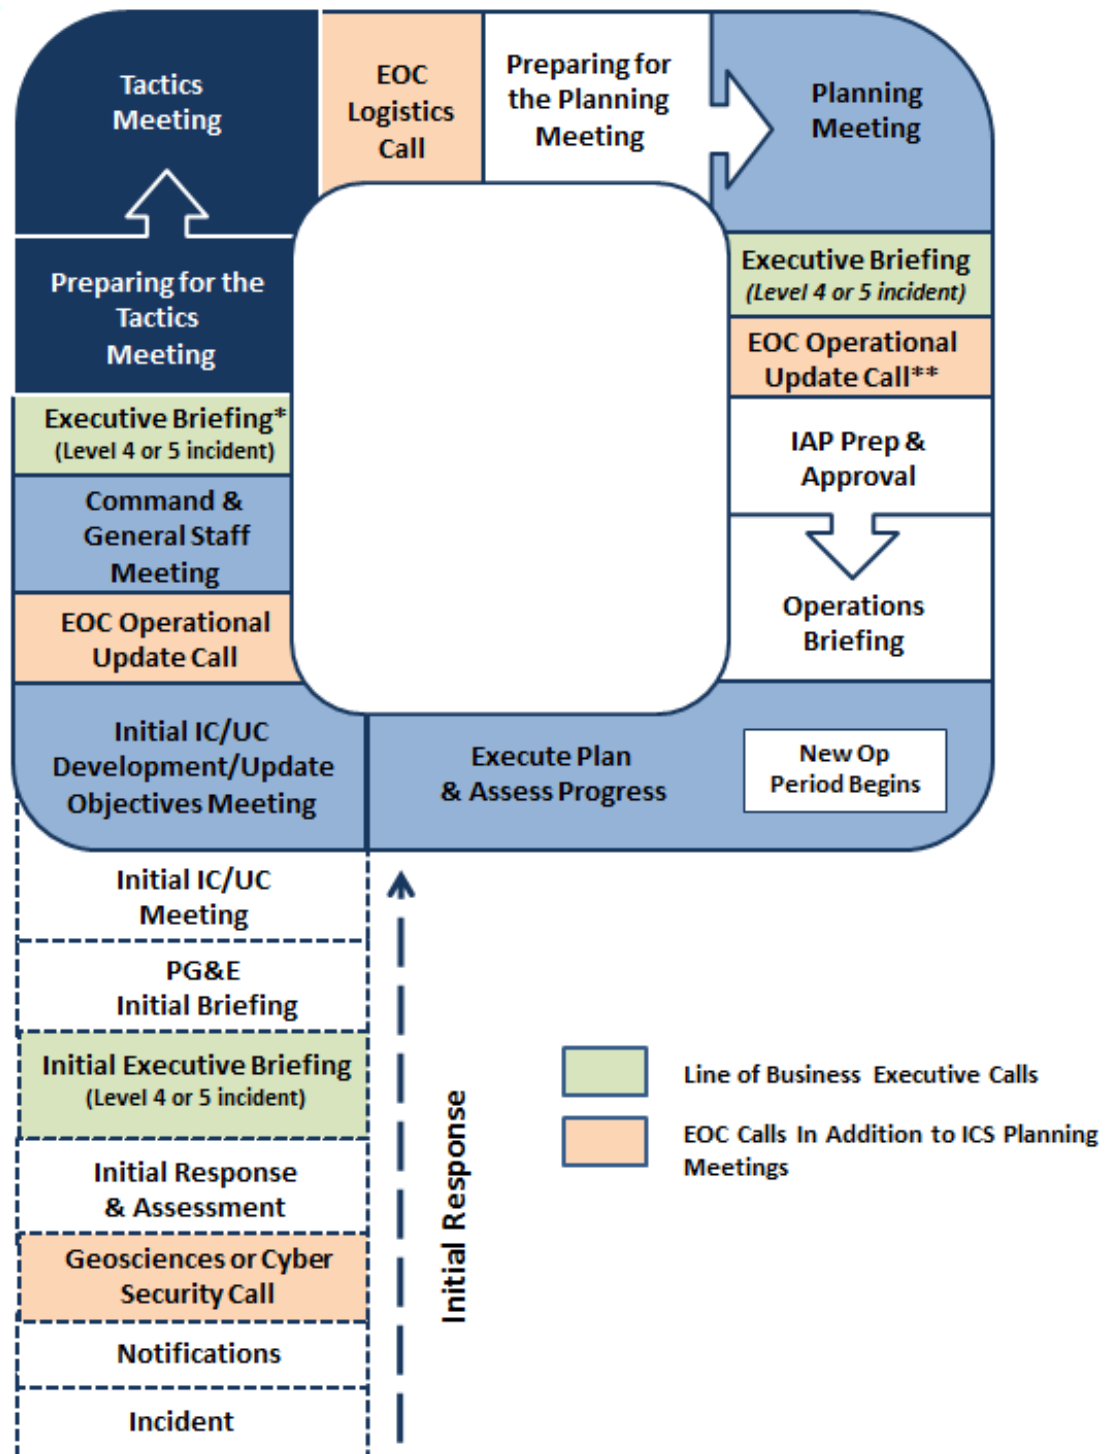 Tactics
Meeting
EOC
Logistics
Call
Preparing for
the Planning
Meeting
Planning
Meeting
Preparing for the
Tactics
Meeting
Executive Briefing*
(Level 4 or 5 incident)
Command &
General Staff
Meeting
EOC Operational
Update Call
Initial IC/UC
Development/Update
Objectives Meeting
Executive Briefing
(Level 4 or 5 incident)
EOC Operational
Update Call**
IAP Prep &
Approval
Operations
Briefing
Execute Plan
& Assess Progress
New Op
Period Begins
Initial IC/UC
Meeting
PG&E
Initial Briefing
Initial Executive Briefing
(Level 4 or 5 incident)
Initial Response
& Assessment
Geosciences or Cyber
Security Call
Notifications
Incident
Initial Response
Line of Business Executive Calls
EOC Calls In Addition to ICS Planning
Meetings